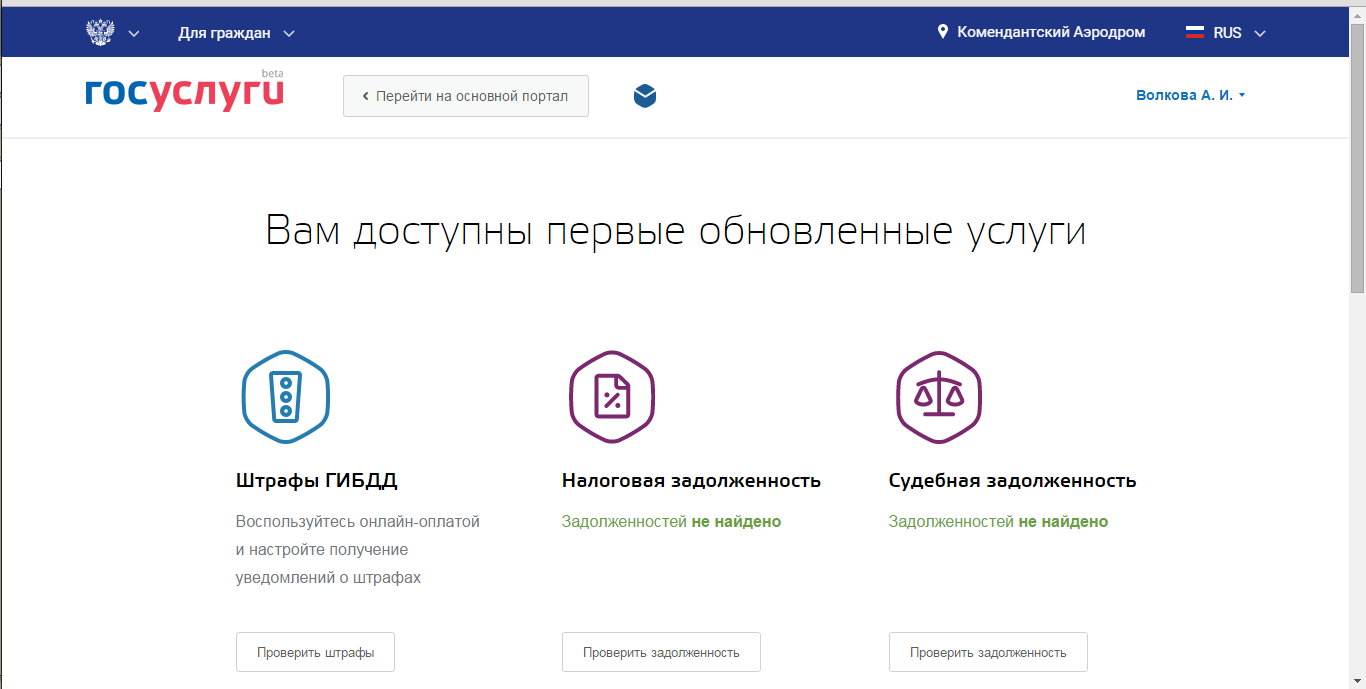 Для граждан
Комендантский Аэродром
RUS
госуслуги
beta
Перейти на основной портал
Волкова А. И.
Вам доступны первые обновленные услуги
Штрафы ГИБДД
Воспользуйтесь онлайн-оплатой
и настройте получение
уведомлений о штрафах
Проверить штрафы
Налоговая задолженность
Задолженностей не найдено
Проверить задолженность
Судебная задолженность
Задолженностей не найдено
Проверить задолженность